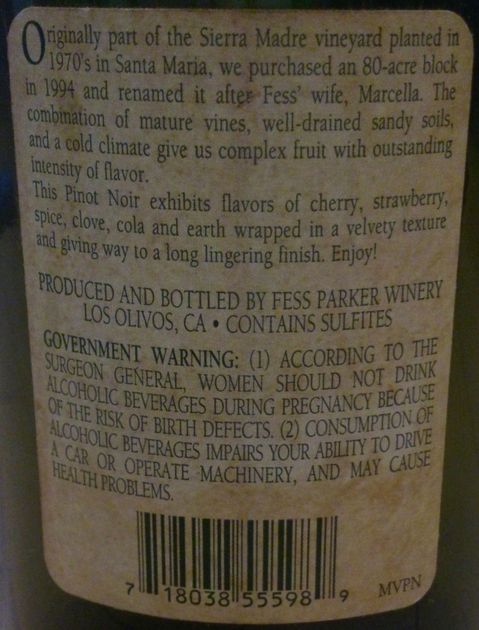 Originally part of the Sierra Madre vineyard planted in
1970's in Santa Maria, we purchased an 80-acre block
in 1994 and renamed it after Fess' wife, Marcella. The
combination of mature vines, well-drained sandy soils,
and a cold climate give us complex fruit with outstanding
intensity of flavor.
This Pinot Noir exhibits flavors of cherry, strawberry,
spice, clove, cola and earth wrapped in a velvety texture
and giving way to a long lingering finish. Enjoy!
PRODUCED AND BOTTLED BY FESS PARKER WINERY
LOS OLIVOS, CA • CONTAINS SULFITES
GOVERNMENT WARNING: (1) ACCORDING TO THE
SURGEON GENERAL, WOMEN SHOULD NOT DRINK
ALCOHOLIC BEVERAGES DURING PREGNANCY BECAUSE
OF THE RISK OF BIRTH DEFECTS. (2) CONSUMPTION OF
ALCOHOLIC BEVERAGES IMPAIRS YOUR ABILITY TO DRIVE
A CAR OR OPERATE MACHINERY, AND MAY CAUSE
HEALTH PROBLEMS.
7 18038 55598 9
MVPN